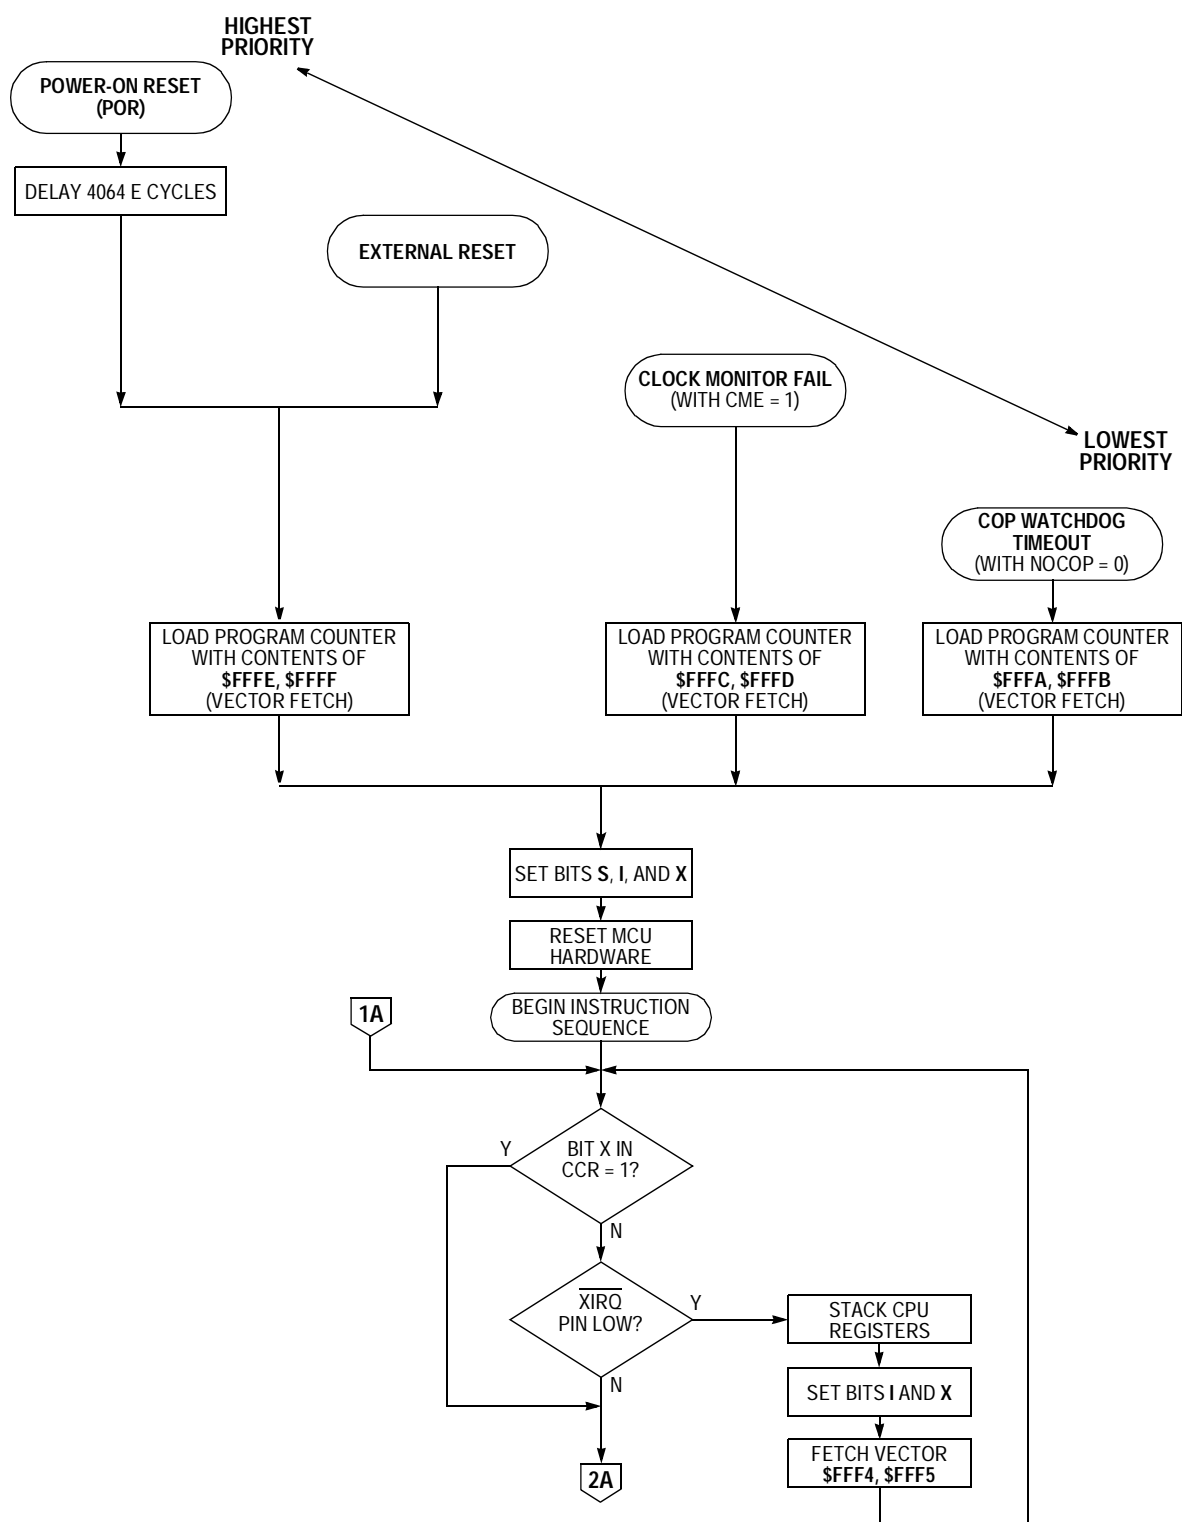 HIGHEST
PRIORITY
POWER-ON RESET
(POR)
DELAY 4064 E CYCLES
EXTERNAL RESET
CLOCK MONITOR FAIL
(WITH CME = 1)
LOWEST
PRIORITY
COP WATCHDOG
TIMEOUT
(WITH NOCOP = 0)
LOAD PROGRAM COUNTER
WITH CONTENTS OF
$FFFE, $FFFF
(VECTOR FETCH)
LOAD PROGRAM COUNTER
WITH CONTENTS OF
$FFFC, $FFFD
(VECTOR FETCH)
LOAD PROGRAM COUNTER
WITH CONTENTS OF
$FFFA, $FFFB
(VECTOR FETCH)
SET BITS S, I, AND X
RESET MCU
HARDWARE
1A
BEGIN INSTRUCTION
SEQUENCE
Y
BIT X IN
CCR = 1?
N
XIRQ
PIN LOW?
Y
STACK CPU
REGISTERS
N
SET BITS I AND X
2A
FETCH VECTOR
$FFF4, $FFF5